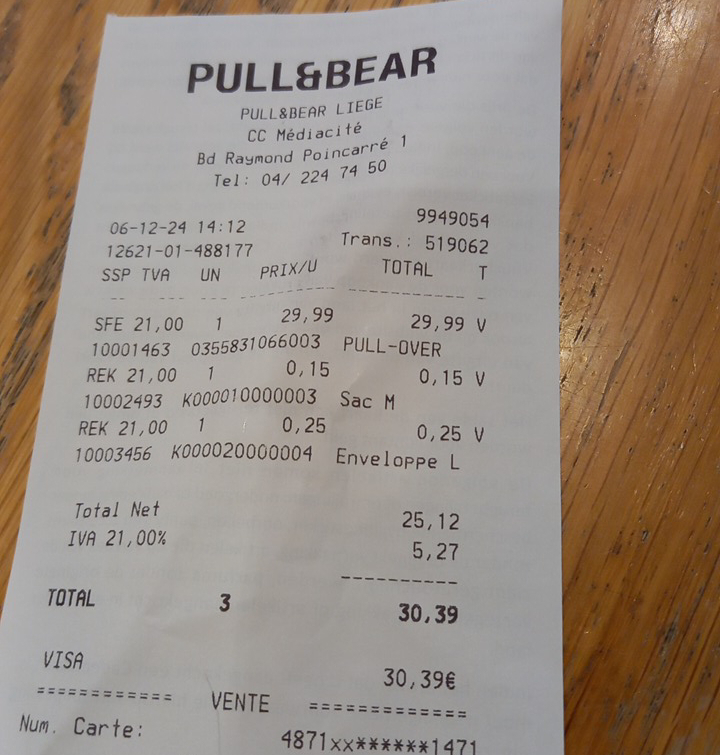 PULL&BEAR
PULL&BEAR LIEGE
CC Médiacité
Bd Raymond Poincarré 1
Tel: 04/ 224 74 50
06-12-24 14:12 9949054
12621-01-488177 Trans.: 519062
SSP TVA UN PRIX/U TOTAL T
SFE 21,00 1 29,99 29,99 V
10001463 0355831066003 PULL-OVER
REK 21,00 1 0,15 0,15 V
10002493 K000010000003 Sac M
REK 21,00 1 0,25 0,25 V
10003456 K000020000004 Enveloppe L
Total Net 25,12
IVA 21,00% 5,27
----------
TOTAL 3 30,39
VISA 30,39€
============ VENTE =============
Num. Carte: 4871xx******1471